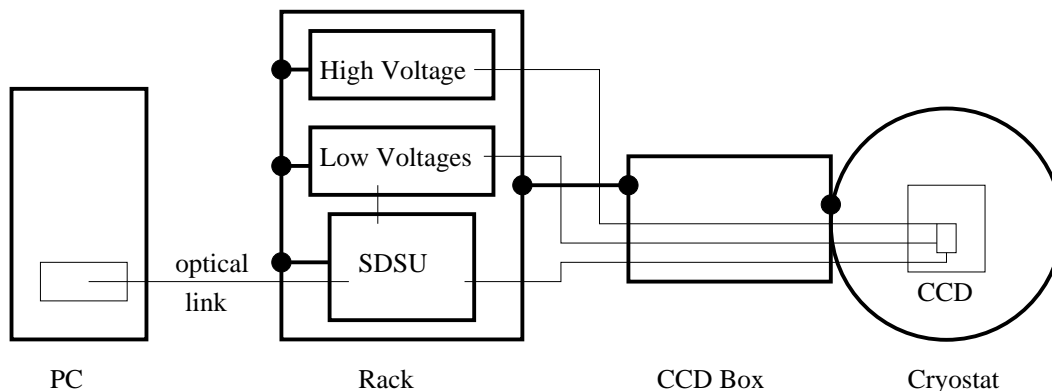 High Voltage
Low Voltages
SDSU
optical
link
CCD
PC
Rack
CCD Box
Cryostat